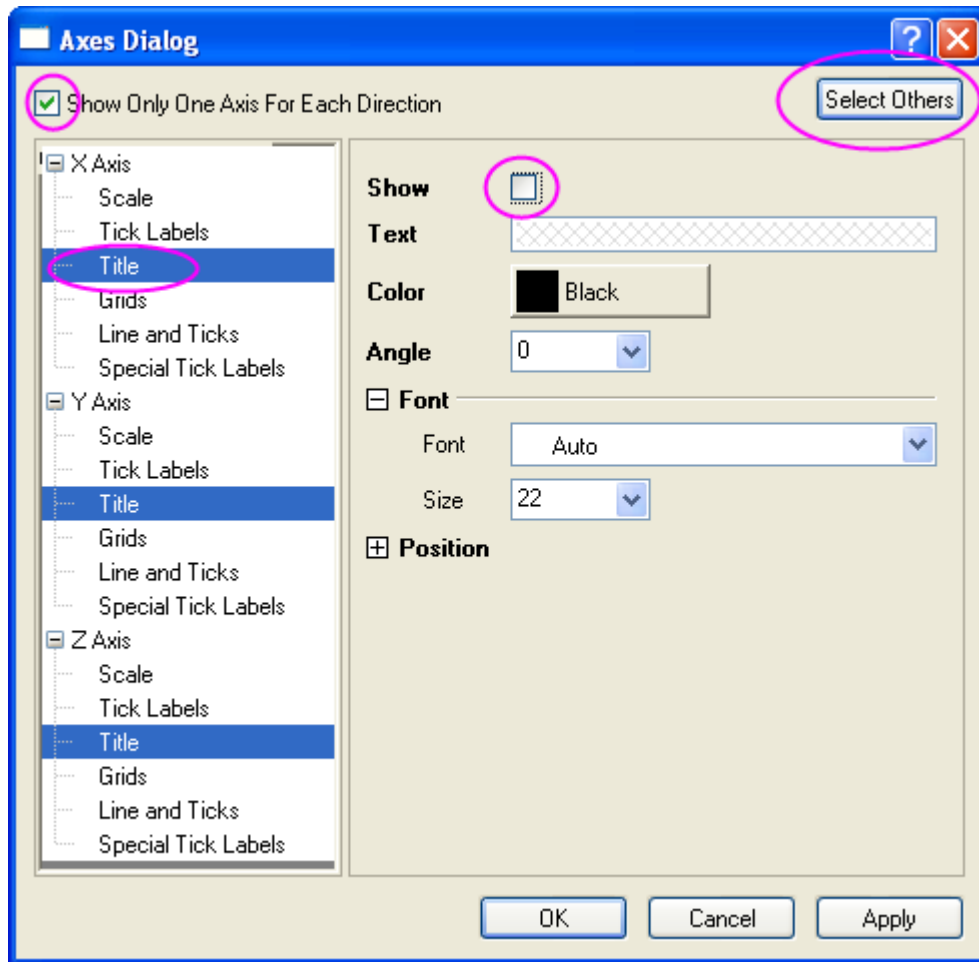 Axes Dialog
Show Only One Axis For Each Direction
Select Others
X Axis
Scale
Tick Labels
Title
Grids
Line and Ticks
Special Tick Labels
Y Axis
Scale
Tick Labels
Title
Grids
Line and Ticks
Special Tick Labels
Z Axis
Scale
Tick Labels
Title
Grids
Line and Ticks
Special Tick Labels
Show
Text
Color Black
Angle 0
Font
Font Auto
Size 22
Position
OK Cancel Apply